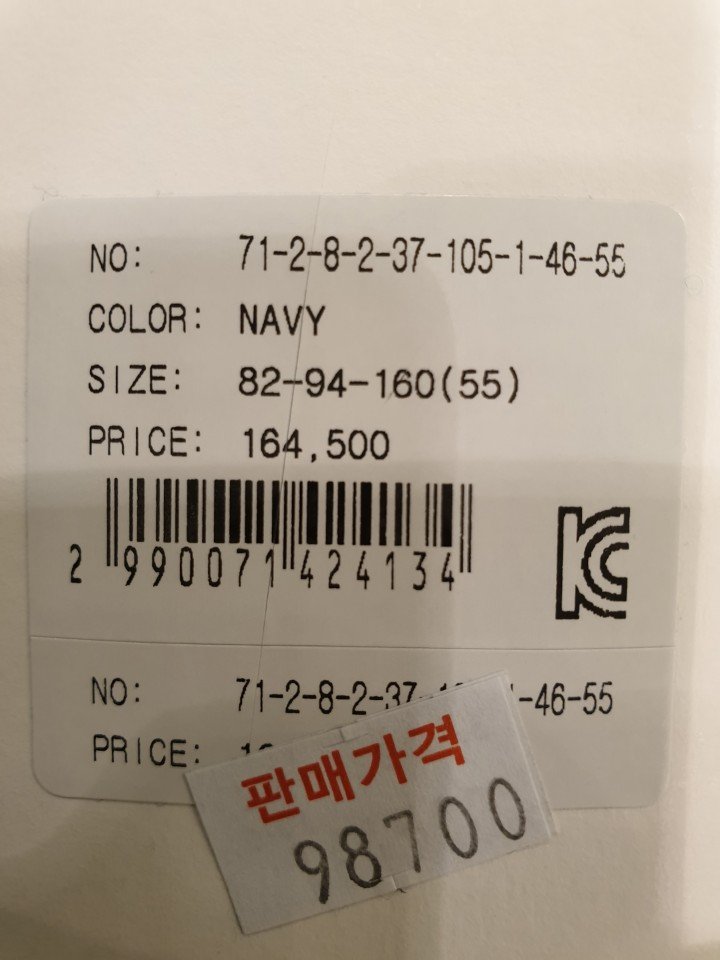 NO: 71-2-8-2-37-105-1-46-55
COLOR: NAVY
SIZE: 82-94-160(55)
PRICE: 164,500
2 990071 424134
KC
NO: 71-2-8-2-37- -46-55
PRICE:
판매가격
98700